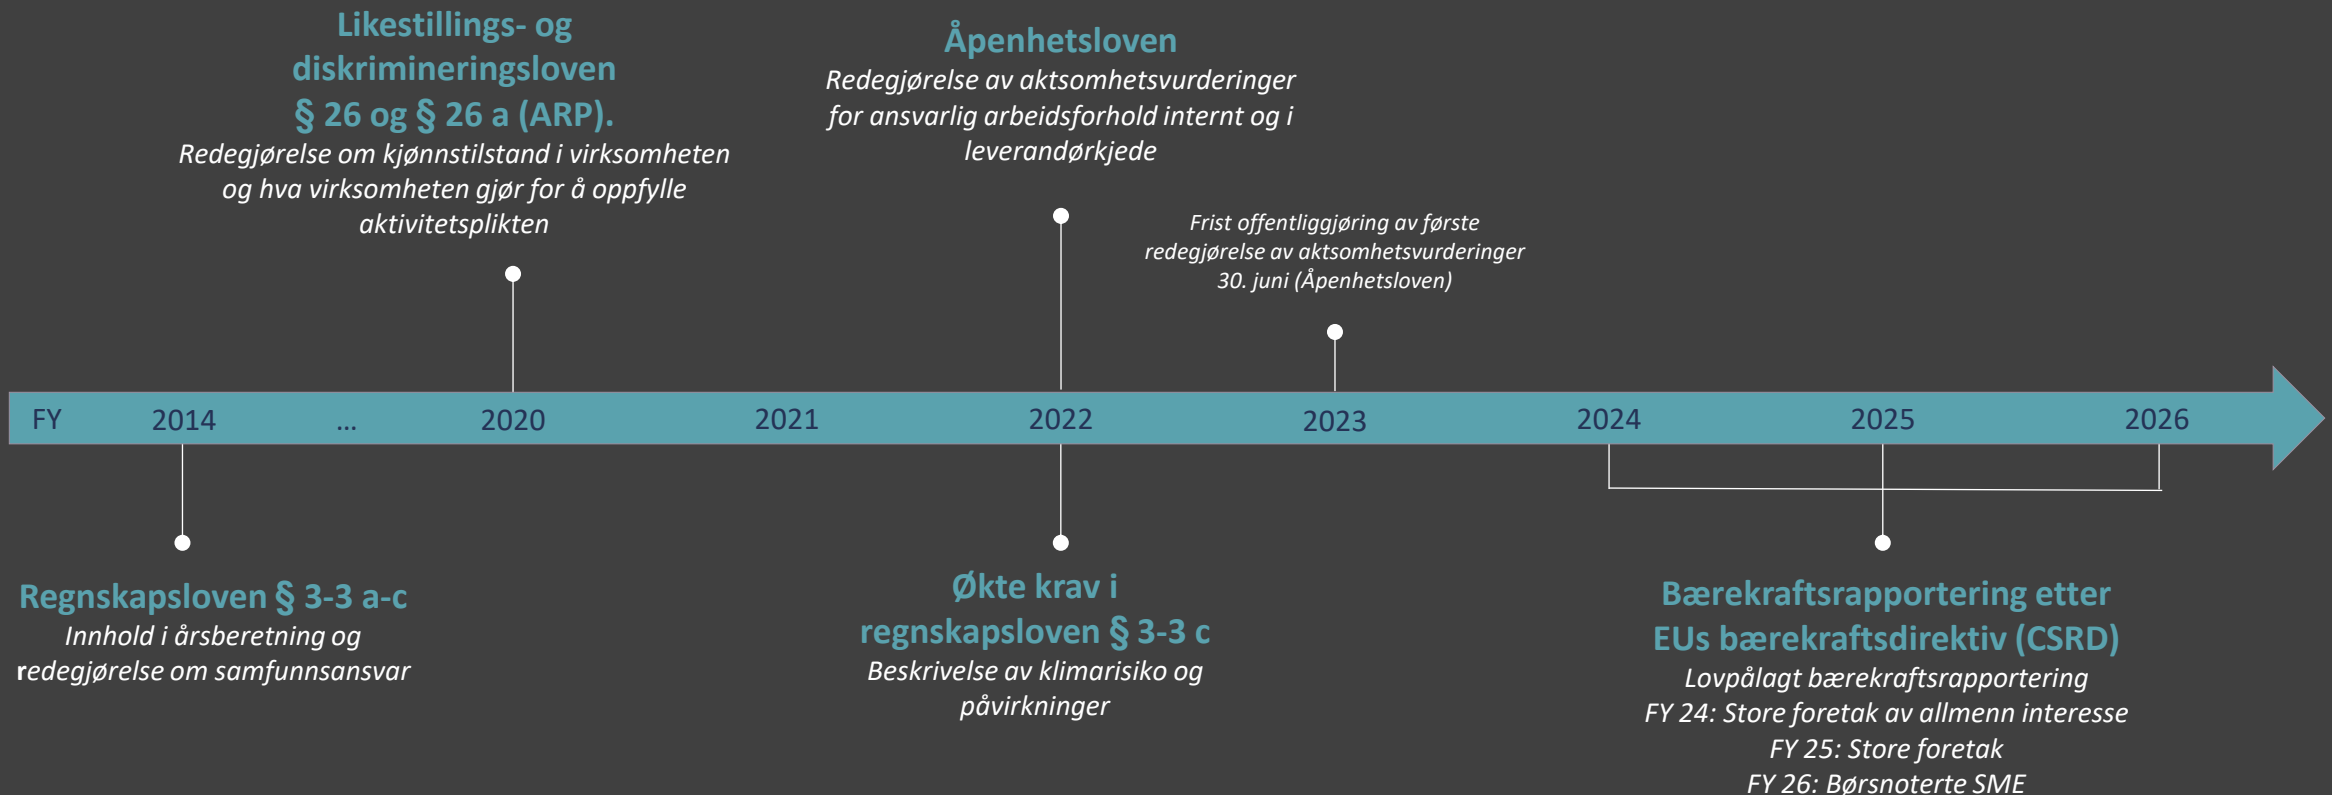 Likestillings- og
diskrimineringsloven
§ 26 og § 26 a (ARP).
Redegjørelse om kjønnstilstand i virksomheten
og hva virksomheten gjør for å oppfylle
aktivitetsplikten
Åpenhetsloven
Redegjørelse av aktsomhetsvurderinger
for ansvarlig arbeidsforhold internt og i
leverandørkjede
Frist offentliggjøring av første
redegjørelse av aktsomhetsvurderinger
30. juni (Åpenhetsloven)
FY 2014 ... 2020 2021 2022 2023 2024 2025 2026
Regnskapsloven § 3-3 a-c
Innhold i årsberetning og
redegjørelse om samfunnsansvar
Økte krav i
regnskapsloven § 3-3 c
Beskrivelse av klimarisiko og
påvirkninger
Bærekraftsrapportering etter
EUs bærekraftsdirektiv (CSRD)
Lovpålagt bærekraftsrapportering
FY 24: Store foretak av allmenn interesse
FY 25: Store foretak
FY 26: Børsnoterte SME